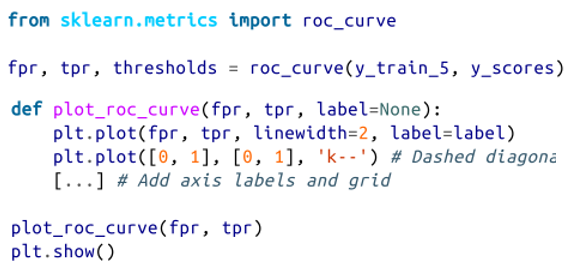 from sklearn.metrics import roc_curve
fpr, tpr, thresholds = roc_curve(y_train_5, y_scores)
def plot_roc_curve(fpr, tpr, label=None):
    plt.plot(fpr, tpr, linewidth=2, label=label)
    plt.plot([0, 1], [0, 1], 'k--') # Dashed diagona
    [...] # Add axis labels and grid
plot_roc_curve(fpr, tpr)
plt.show()